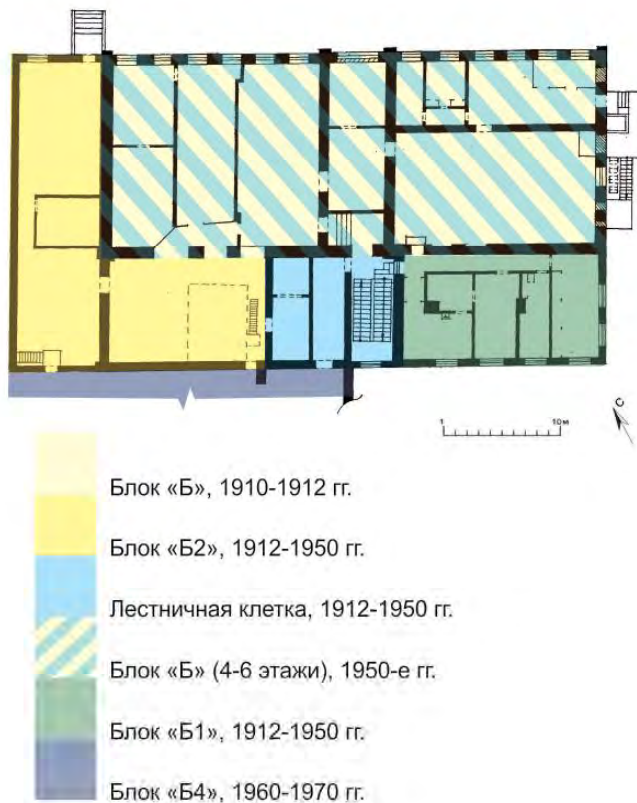 С
1 10 м
Блок «Б», 1910-1912 гг.
Блок «Б2», 1912-1950 гг.
Лестничная клетка, 1912-1950 гг.
Блок «Б» (4-6 этажи), 1950-е гг.
Блок «Б1», 1912-1950 гг.
Блок «Б4», 1960-1970 гг.